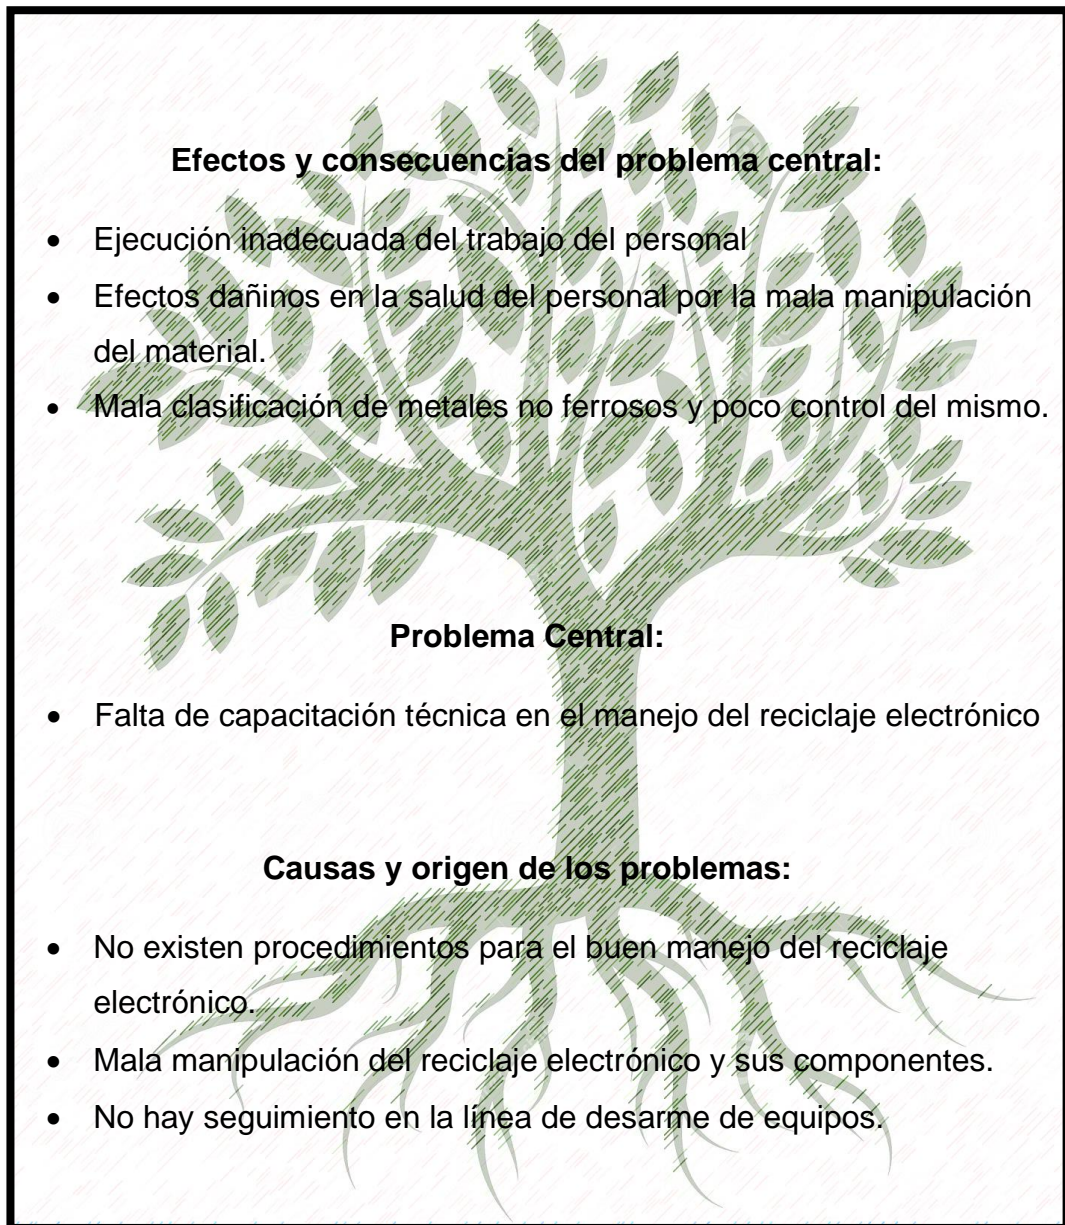 Efectos y consecuencias del problema central:
• Ejecución inadecuada del trabajo del personal
• Efectos dañinos en la salud del personal por la mala manipulación
del material.
• Mala clasificación de metales no ferrosos y poco control del mismo.
Problema Central:
• Falta de capacitación técnica en el manejo del reciclaje electrónico
Causas y origen de los problemas:
• No existen procedimientos para el buen manejo del reciclaje
electrónico.
• Mala manipulación del reciclaje electrónico y sus componentes.
• No hay seguimiento en la línea de desarme de equipos.